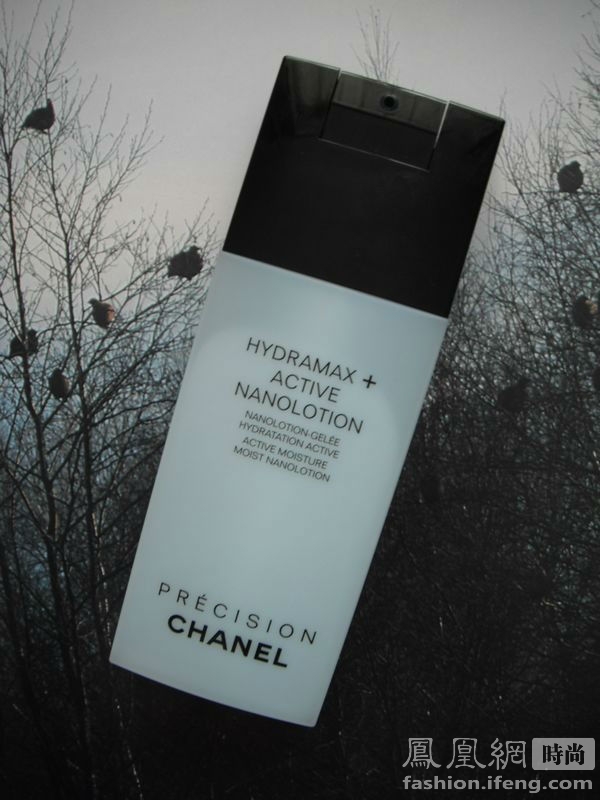 HYDRAMAX +
ACTIVE
NANOLOTION
NANOLOTION-GELÉE
HYDRATATION ACTIVE
ACTIVE MOISTURE
MOIST NANOLOTION
PRÉCISION
CHANEL
鳳凰網 時尚
fashion.ifeng.com